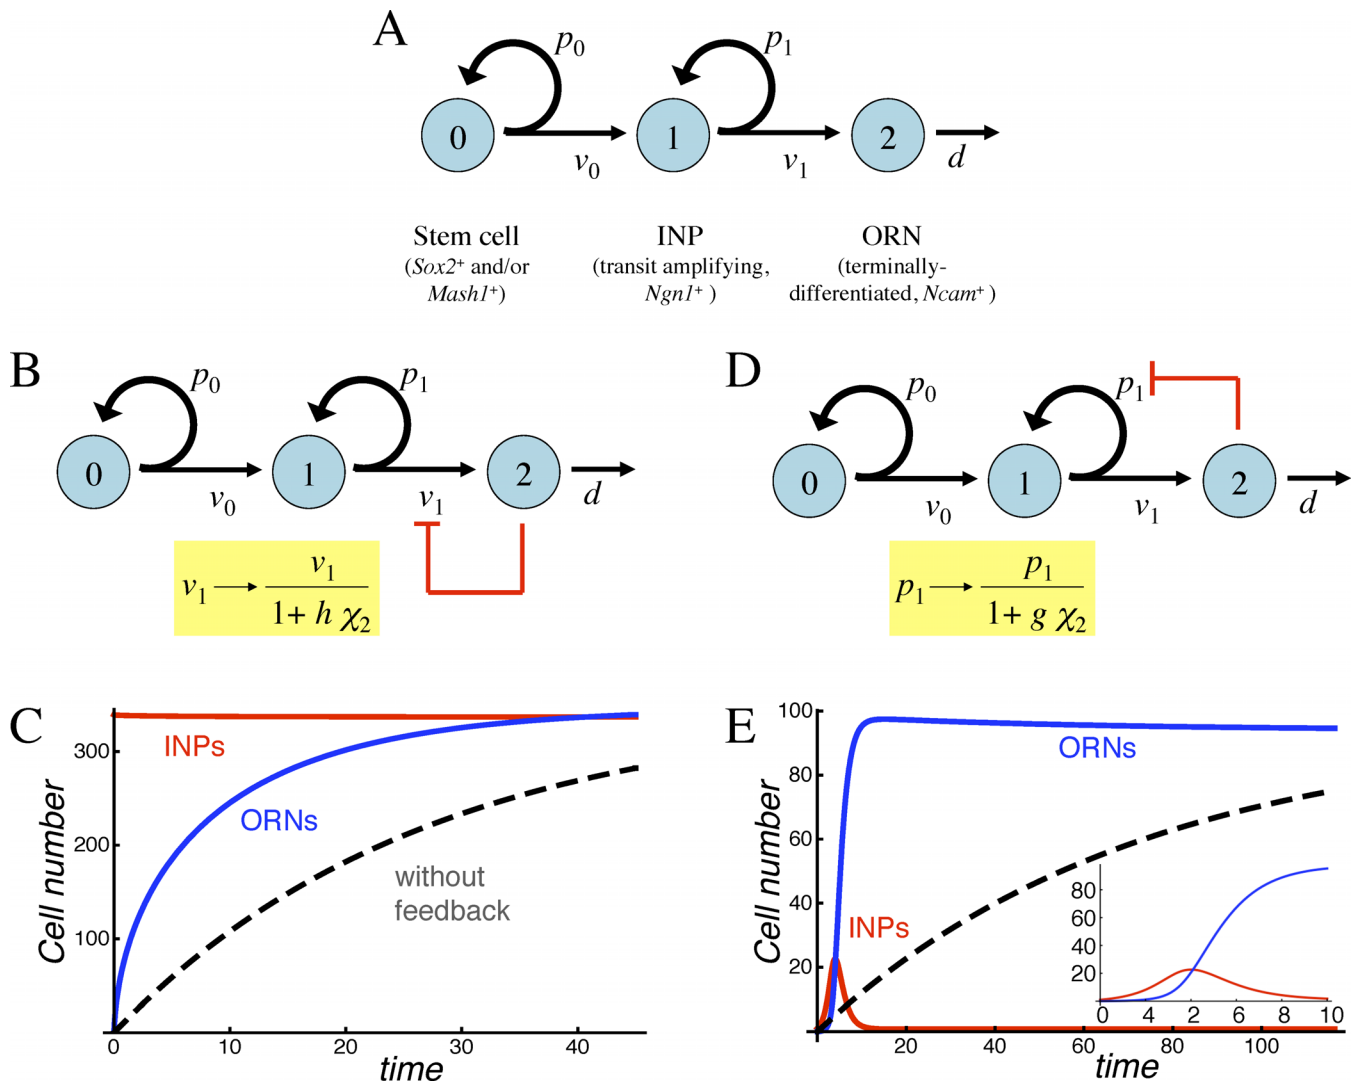 A
p0
p1
0
1
2
v0
v1
d
Stem cell
INP
ORN
(Sox2+ and/or
Mash1+)
(transit amplifying,
Ngn1+ )
(terminally-
differentiated, Ncam+ )
B
p0
p1
0
1
2
v0
v1
d
v1 → v1
1+ h χ2
D
p0
p1
0
1
2
v0
v1
d
p1 → p1
1+ g χ2
C
Cell number
300
200
100
0
10
20
30
40
time
INPs
ORNs
without
feedback
E
Cell number
100
80
60
40
20
20
40
60
80
100
time
ORNs
INPs
80
60
40
20
0
4
2
6
8
10